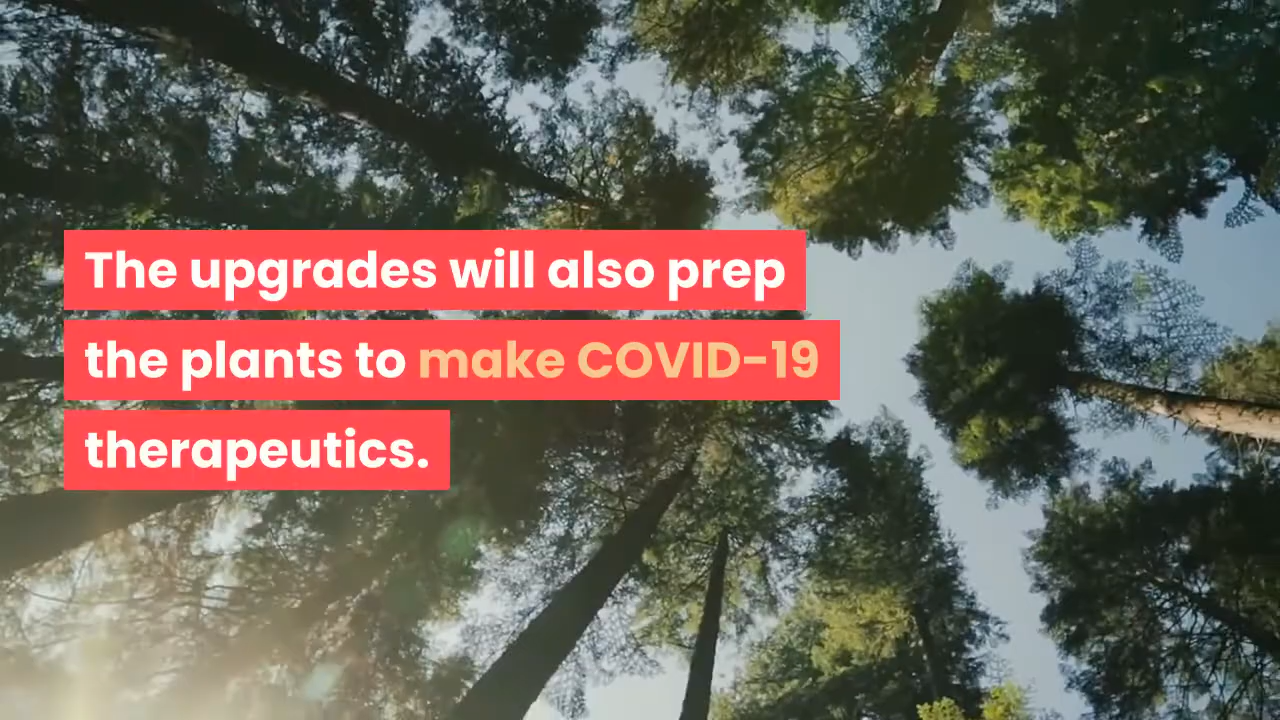 The upgrades will also prep
the plants to make COVID-19
therapeutics.